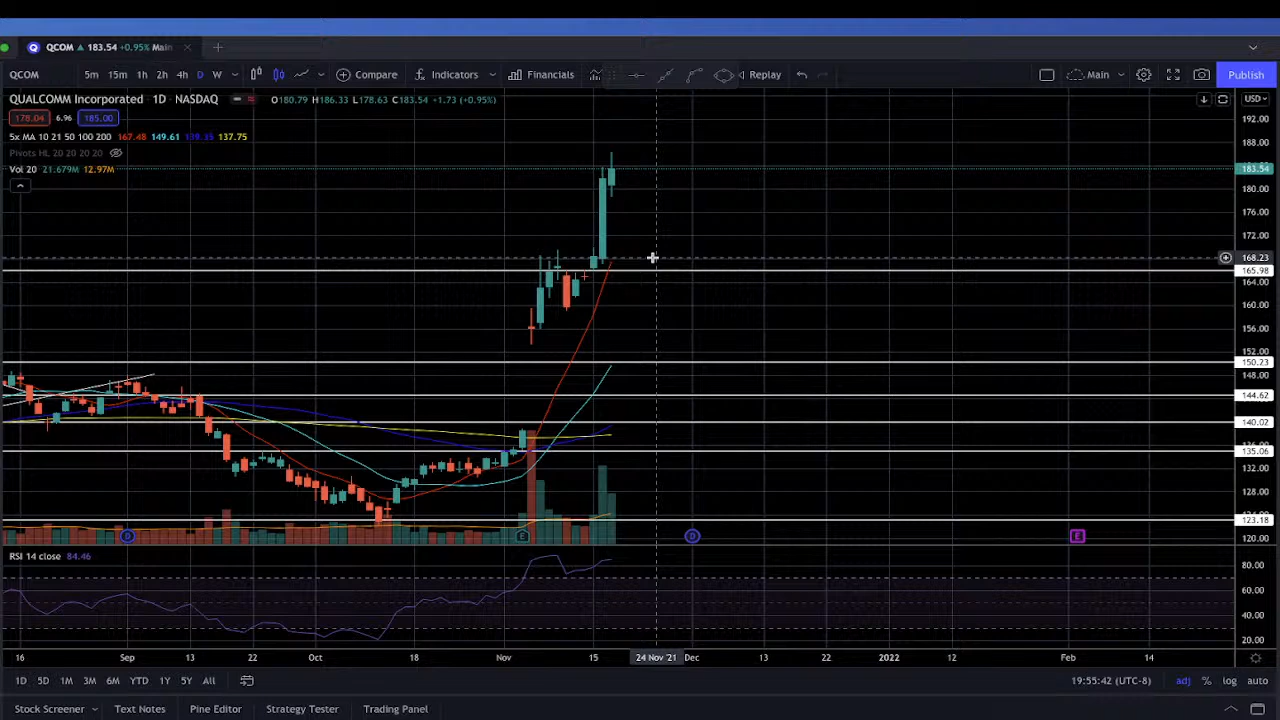 QCOM ▲ 183.54 +0.95% Main
QCOM 5m 15m 1h 2h 4h D W Compare Indicators Financials Replay Main Publish
QUALCOMM Incorporated · 1D · NASDAQ O180.79 H186.33 L178.63 C183.54 +1.73 (+0.95%) USD
178.04 6.96 185.00
5x MA 10 21 50 100 200 167.48 149.61 139.35 137.75
Pivots HL 20 20 20 20
Vol 20 21.679M 12.97M
192.00
188.00
183.54
180.00
176.00
172.00
168.23
165.98
164.00
160.00
156.00
152.00
150.23
148.00
144.62
140.02
136.00
135.06
132.00
128.00
124.00
123.18
120.00
D E D E
RSI 14 close 84.46
80.00
60.00
40.00
20.00
16 Sep 13 22 Oct 18 Nov 15 24 Nov '21 Dec 13 22 2022 12 Feb 14
1D 5D 1M 3M 6M YTD 1Y 5Y All 19:55:42 (UTC-8) adj % log auto
Stock Screener Text Notes Pine Editor Strategy Tester Trading Panel